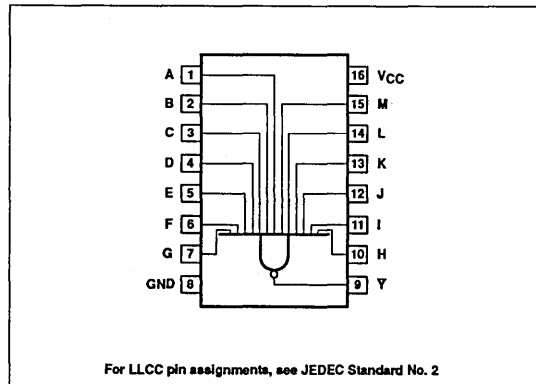 A 1 16 VCC
B 2 15 M
C 3 14 L
D 4 13 K
E 5 12 J
F 6 11 I
G 7 10 H
GND 8 9 Y
For LLCC pin assignments, see JEDEC Standard No. 2